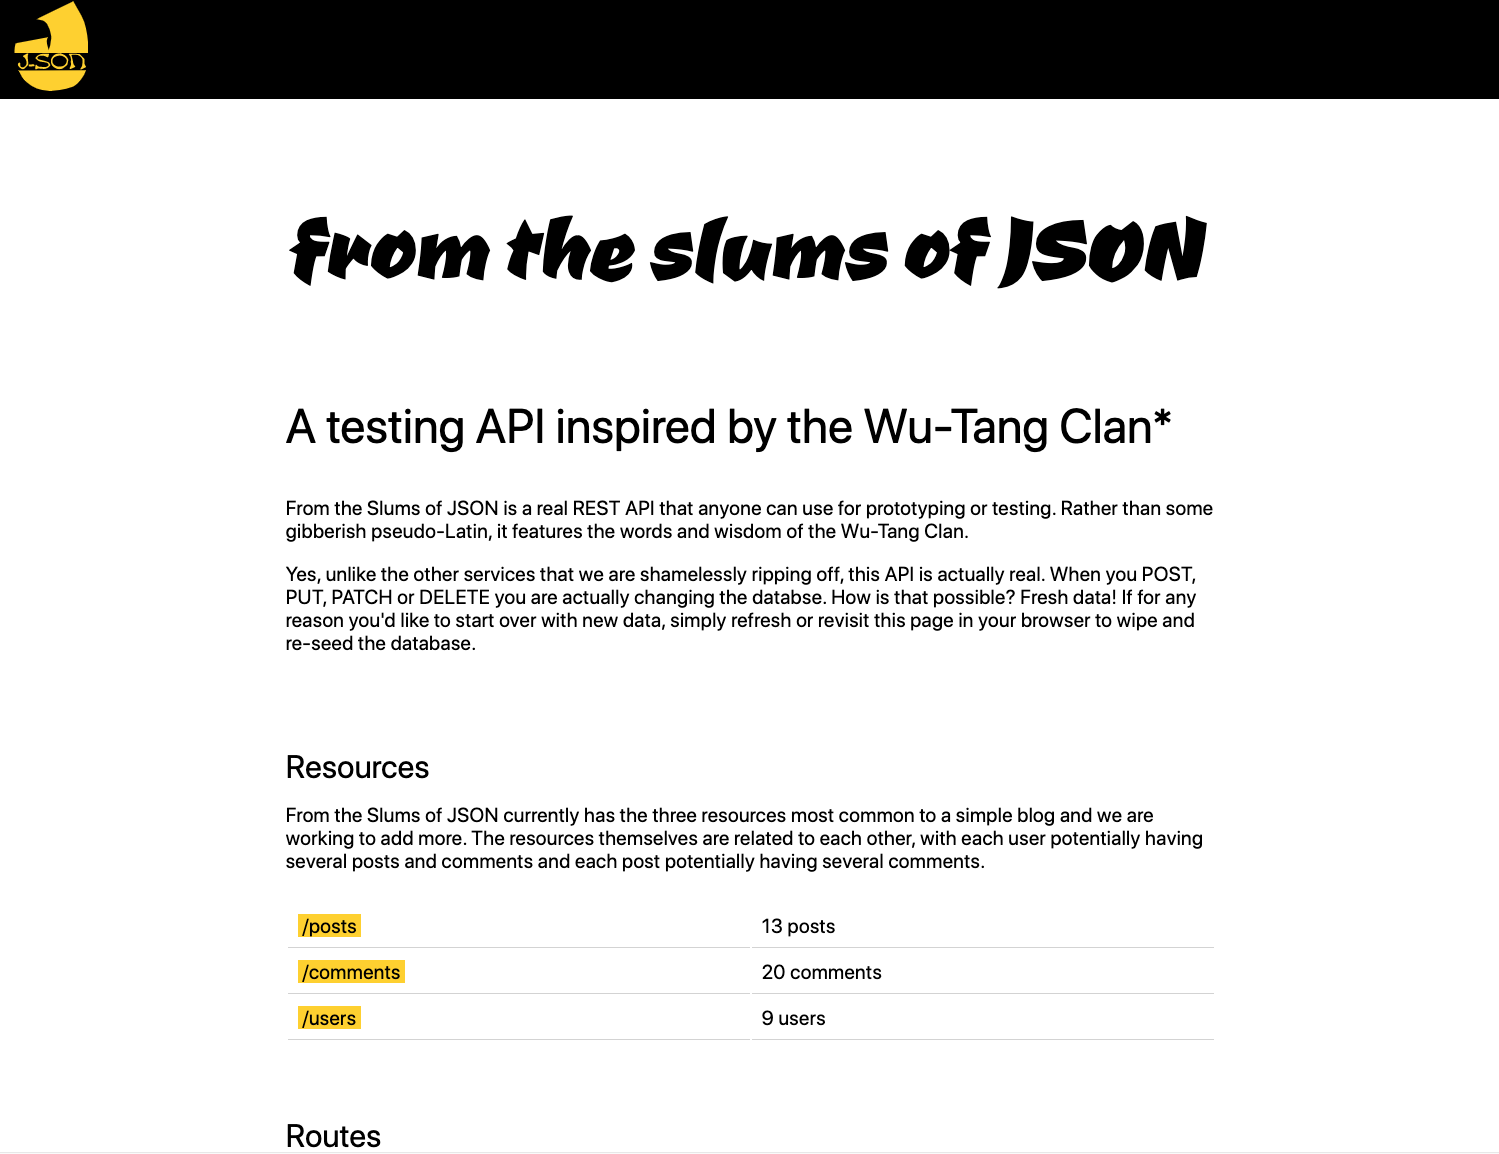 J-SON
from the slums of JSON
A testing API inspired by the Wu-Tang Clan*
From the Slums of JSON is a real REST API that anyone can use for prototyping or testing. Rather than some
gibberish pseudo-Latin, it features the words and wisdom of the Wu-Tang Clan.
Yes, unlike the other services that we are shamelessly ripping off, this API is actually real. When you POST,
PUT, PATCH or DELETE you are actually changing the databse. How is that possible? Fresh data! If for any
reason you'd like to start over with new data, simply refresh or revisit this page in your browser to wipe and
re-seed the database.
Resources
From the Slums of JSON currently has the three resources most common to a simple blog and we are
working to add more. The resources themselves are related to each other, with each user potentially having
several posts and comments and each post potentially having several comments.
/posts 13 posts
/comments 20 comments
/users 9 users
Routes